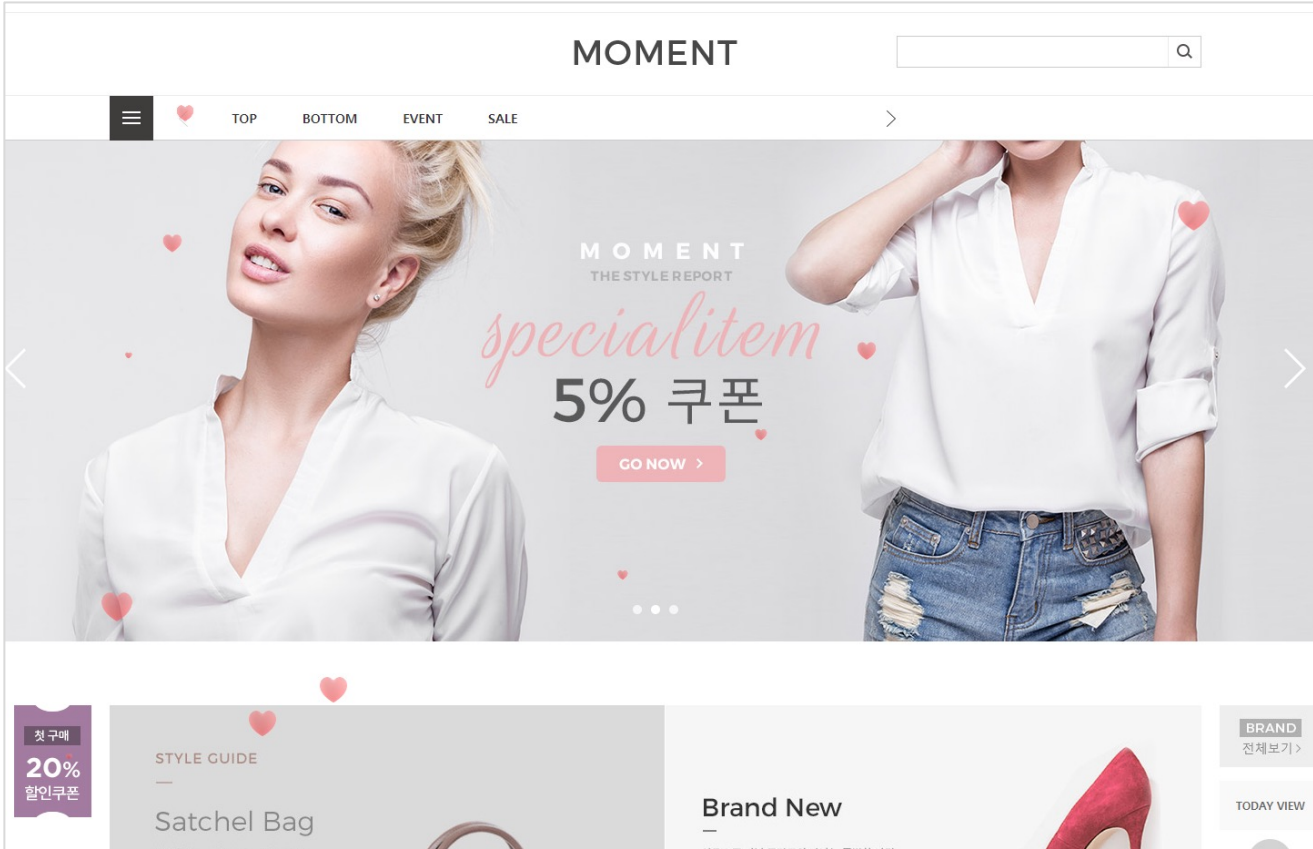 MOMENT
TOP BOTTOM EVENT SALE
MOMENT
THE STYLE REPORT
specialitem
5% 쿠폰
GO NOW >
첫 구매
20%
할인쿠폰
STYLE GUIDE
Satchel Bag
Brand New
BRAND
전체보기 >
TODAY VIEW